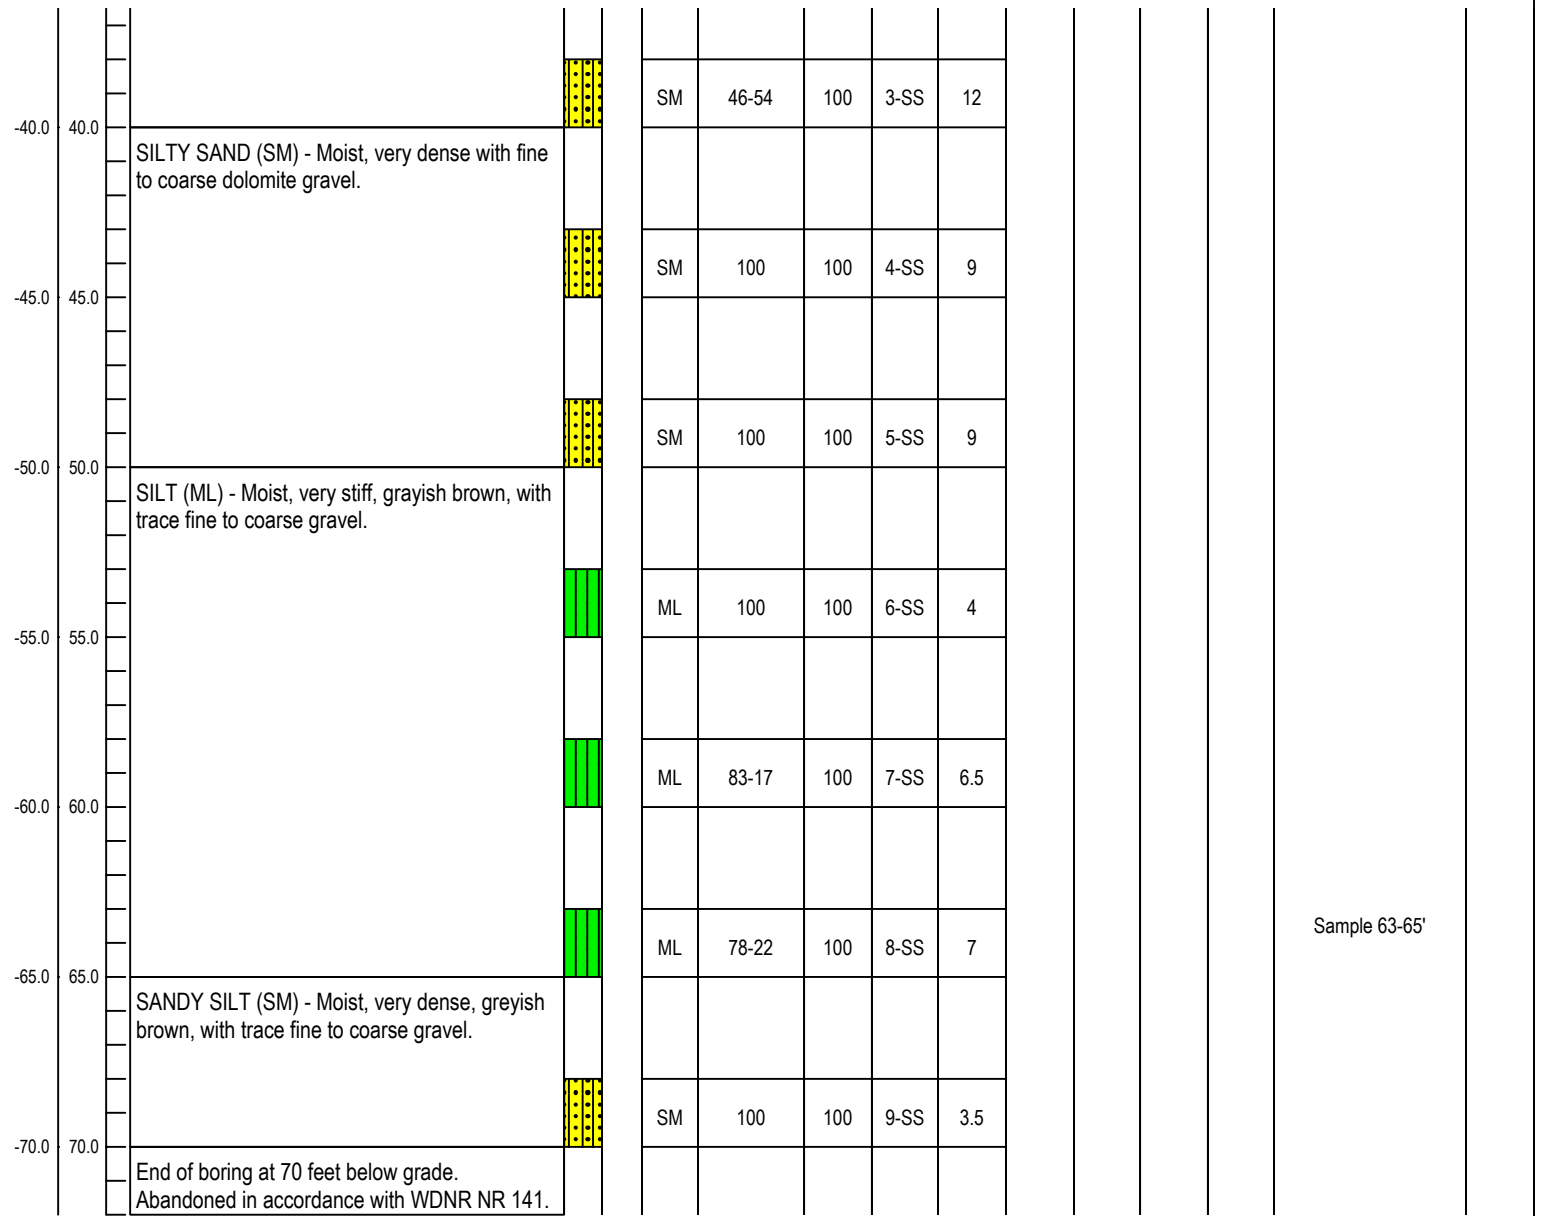 SM 46-54 100 3-SS 12
-40.0 40.0
SILTY SAND (SM) - Moist, very dense with fine
to coarse dolomite gravel.
SM 100 100 4-SS 9
-45.0 45.0
SM 100 100 5-SS 9
-50.0 50.0
SILT (ML) - Moist, very stiff, grayish brown, with
trace fine to coarse gravel.
ML 100 100 6-SS 4
-55.0 55.0
ML 83-17 100 7-SS 6.5
-60.0 60.0
Sample 63-65'
ML 78-22 100 8-SS 7
-65.0 65.0
SANDY SILT (SM) - Moist, very dense, greyish
brown, with trace fine to coarse gravel.
SM 100 100 9-SS 3.5
-70.0 70.0
End of boring at 70 feet below grade.
Abandoned in accordance with WDNR NR 141.